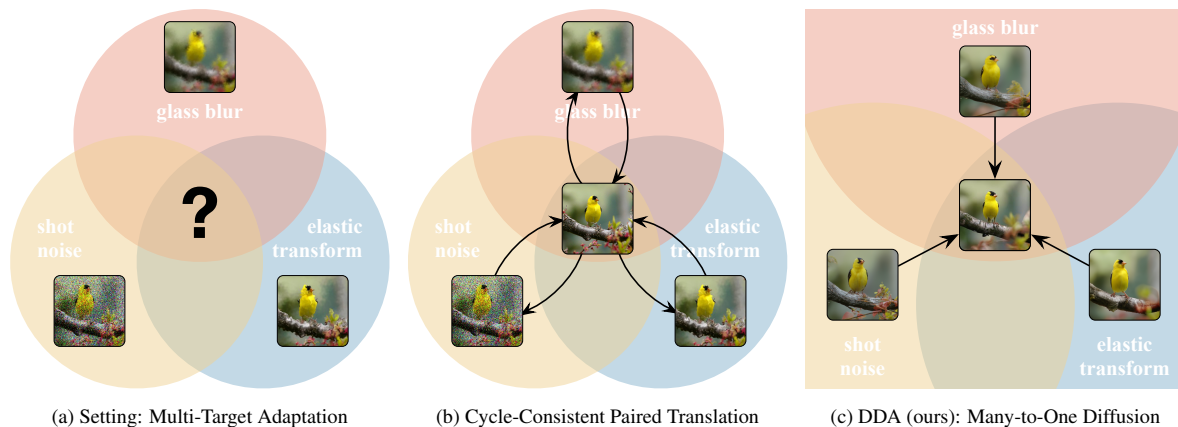 glass blur
?
shot
noise
elastic
transform
(a) Setting: Multi-Target Adaptation
glass blur
shot
noise
elastic
transform
(b) Cycle-Consistent Paired Translation
glass blur
shot
noise
elastic
transform
(c) DDA (ours): Many-to-One Diffusion